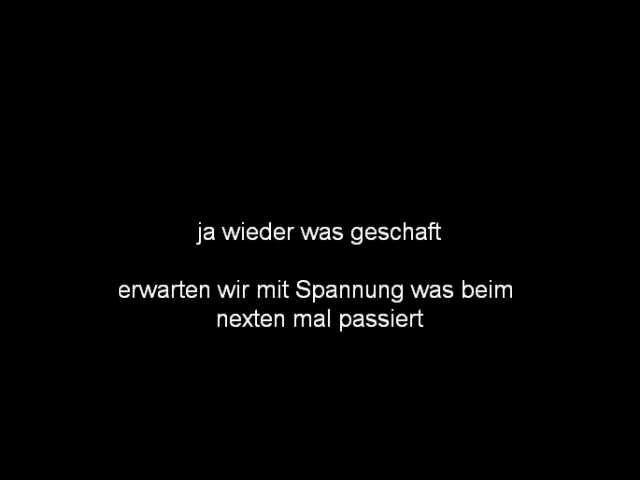 ja wieder was geschaft
erwarten wir mit Spannung was beim
nexten mal passiert